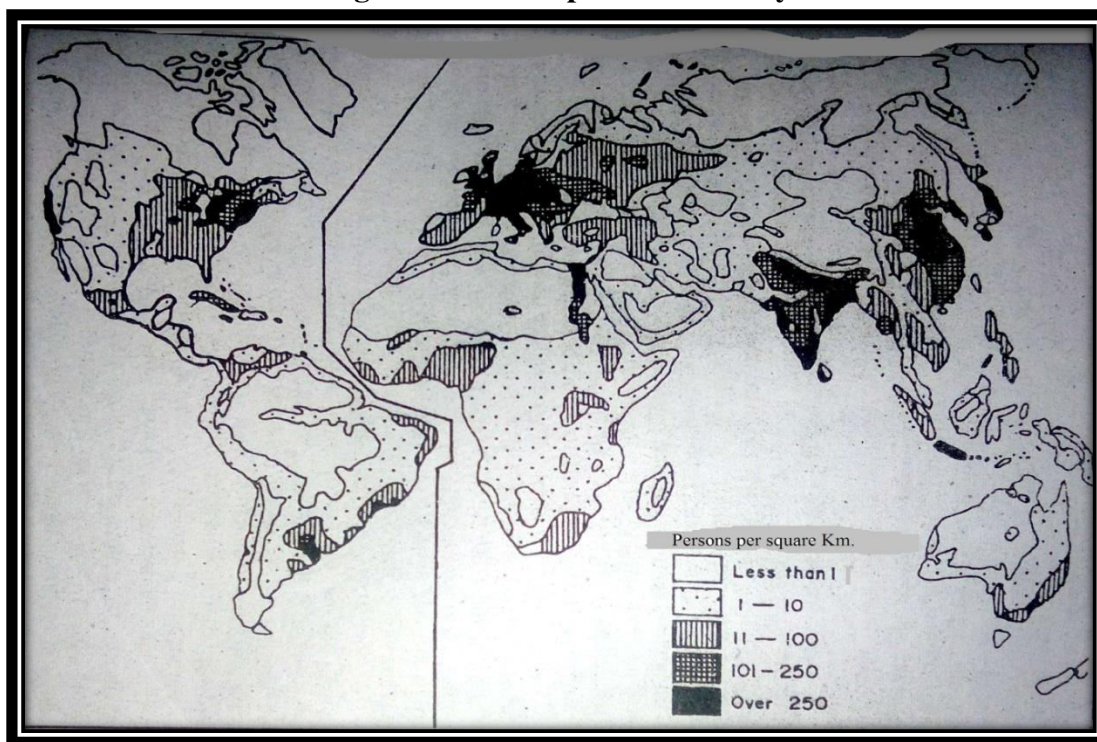 Persons per square Km.
Less than 1
1 — 10
11 — 100
101 — 250
Over 250